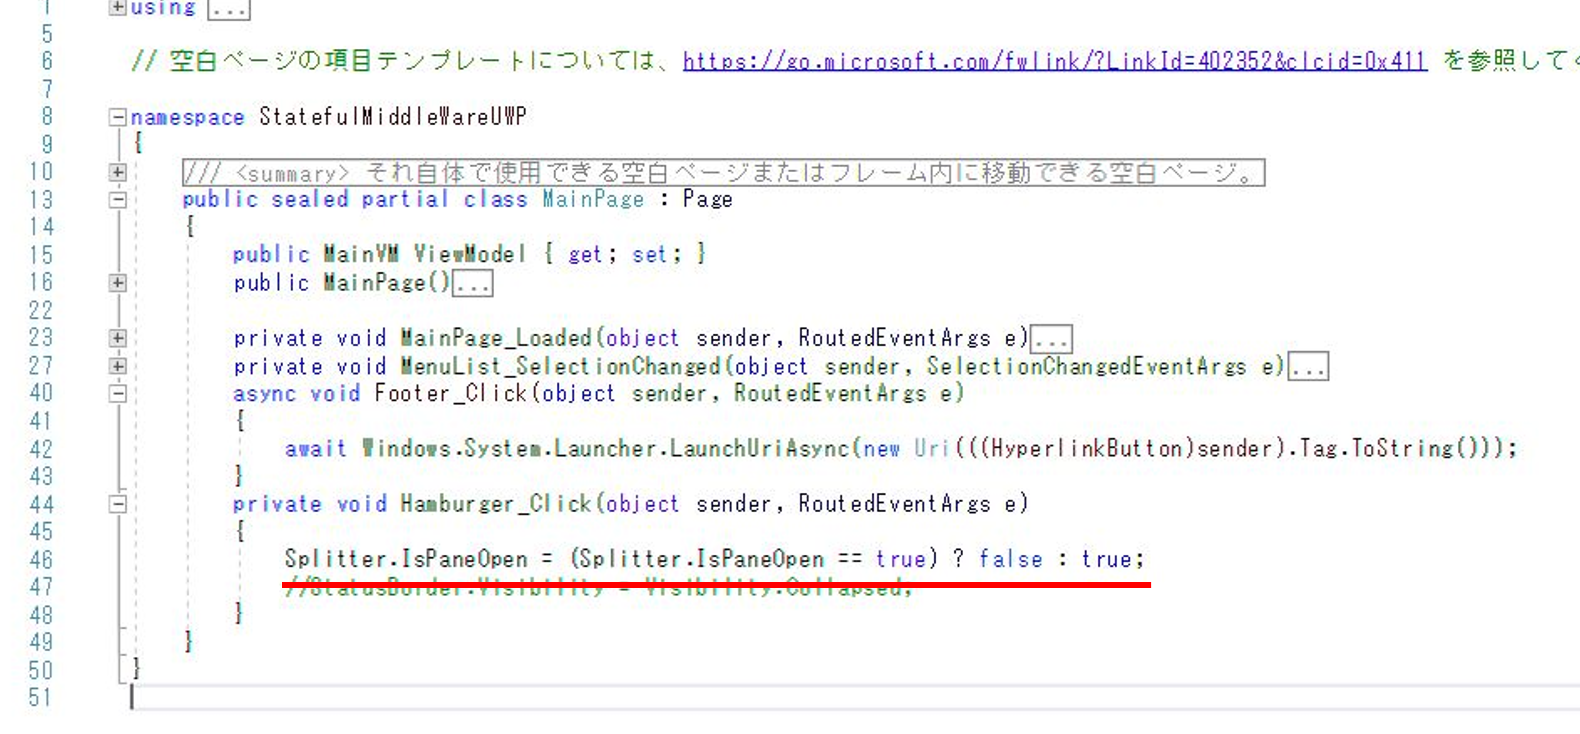 1 using ...
5
6 // 空白ページの項目テンプレートについては、https://go.microsoft.com/fwlink/?LinkId=402352&clcid=0x411 を参照して
7
8 namespace StatefulMiddleWareUWP
9 {
10 /// <summary> それ自体で使用できる空白ページまたはフレーム内に移動できる空白ページ。
13 public sealed partial class MainPage : Page
14 {
15 public MainVM ViewModel { get; set; }
16 public MainPage()...
22
23 private void MainPage_Loaded(object sender, RoutedEventArgs e)...
27 private void MenuList_SelectionChanged(object sender, SelectionChangedEventArgs e)...
40 async void Footer_Click(object sender, RoutedEventArgs e)
41 {
42 await Windows.System.Launcher.LaunchUriAsync(new Uri(((HyperlinkButton)sender).Tag.ToString()));
43 }
44 private void Hamburger_Click(object sender, RoutedEventArgs e)
45 {
46 Splitter.IsPaneOpen = (Splitter.IsPaneOpen == true) ? false : true;
47 //StatusBorder.Visibility = Visibility.Collapsed;
48 }
49 }
50 }
51